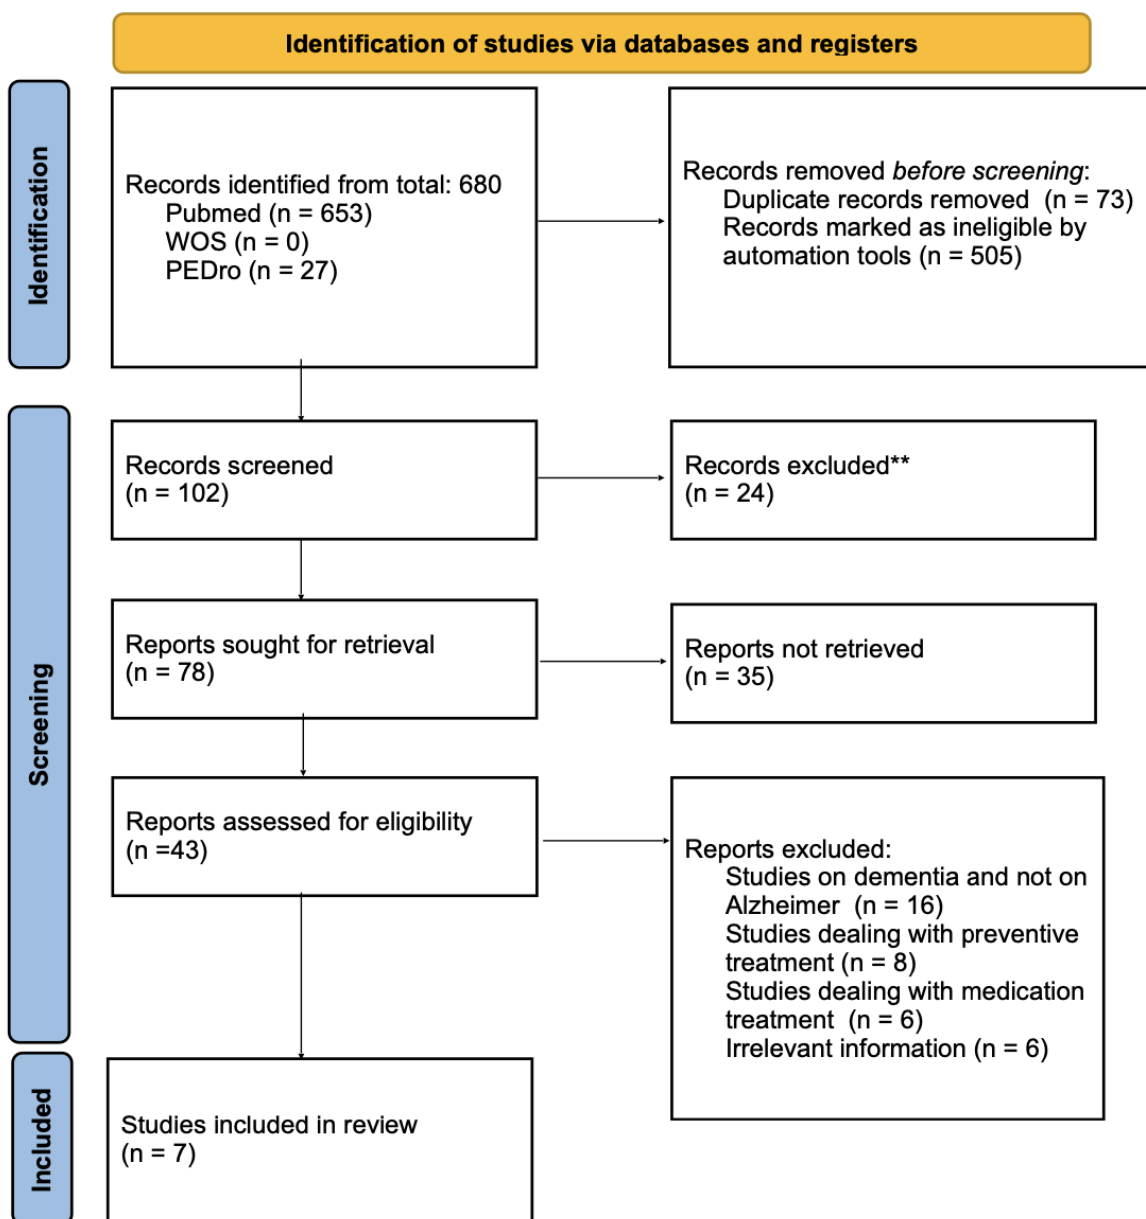 Identification of studies via databases and registers
Identification
Records identified from total: 680
Pubmed (n = 653)
WOS (n = 0)
PEDro (n = 27)
Records removed before screening:
Duplicate records removed (n = 73)
Records marked as ineligible by
automation tools (n = 505)
Screening
Records screened
(n = 102)
Records excluded**
(n = 24)
Reports sought for retrieval
(n = 78)
Reports not retrieved
(n = 35)
Reports assessed for eligibility
(n =43)
Reports excluded:
Studies on dementia and not on
Alzheimer (n = 16)
Studies dealing with preventive
treatment (n = 8)
Studies dealing with medication
treatment (n = 6)
Irrelevant information (n = 6)
Included
Studies included in review
(n = 7)